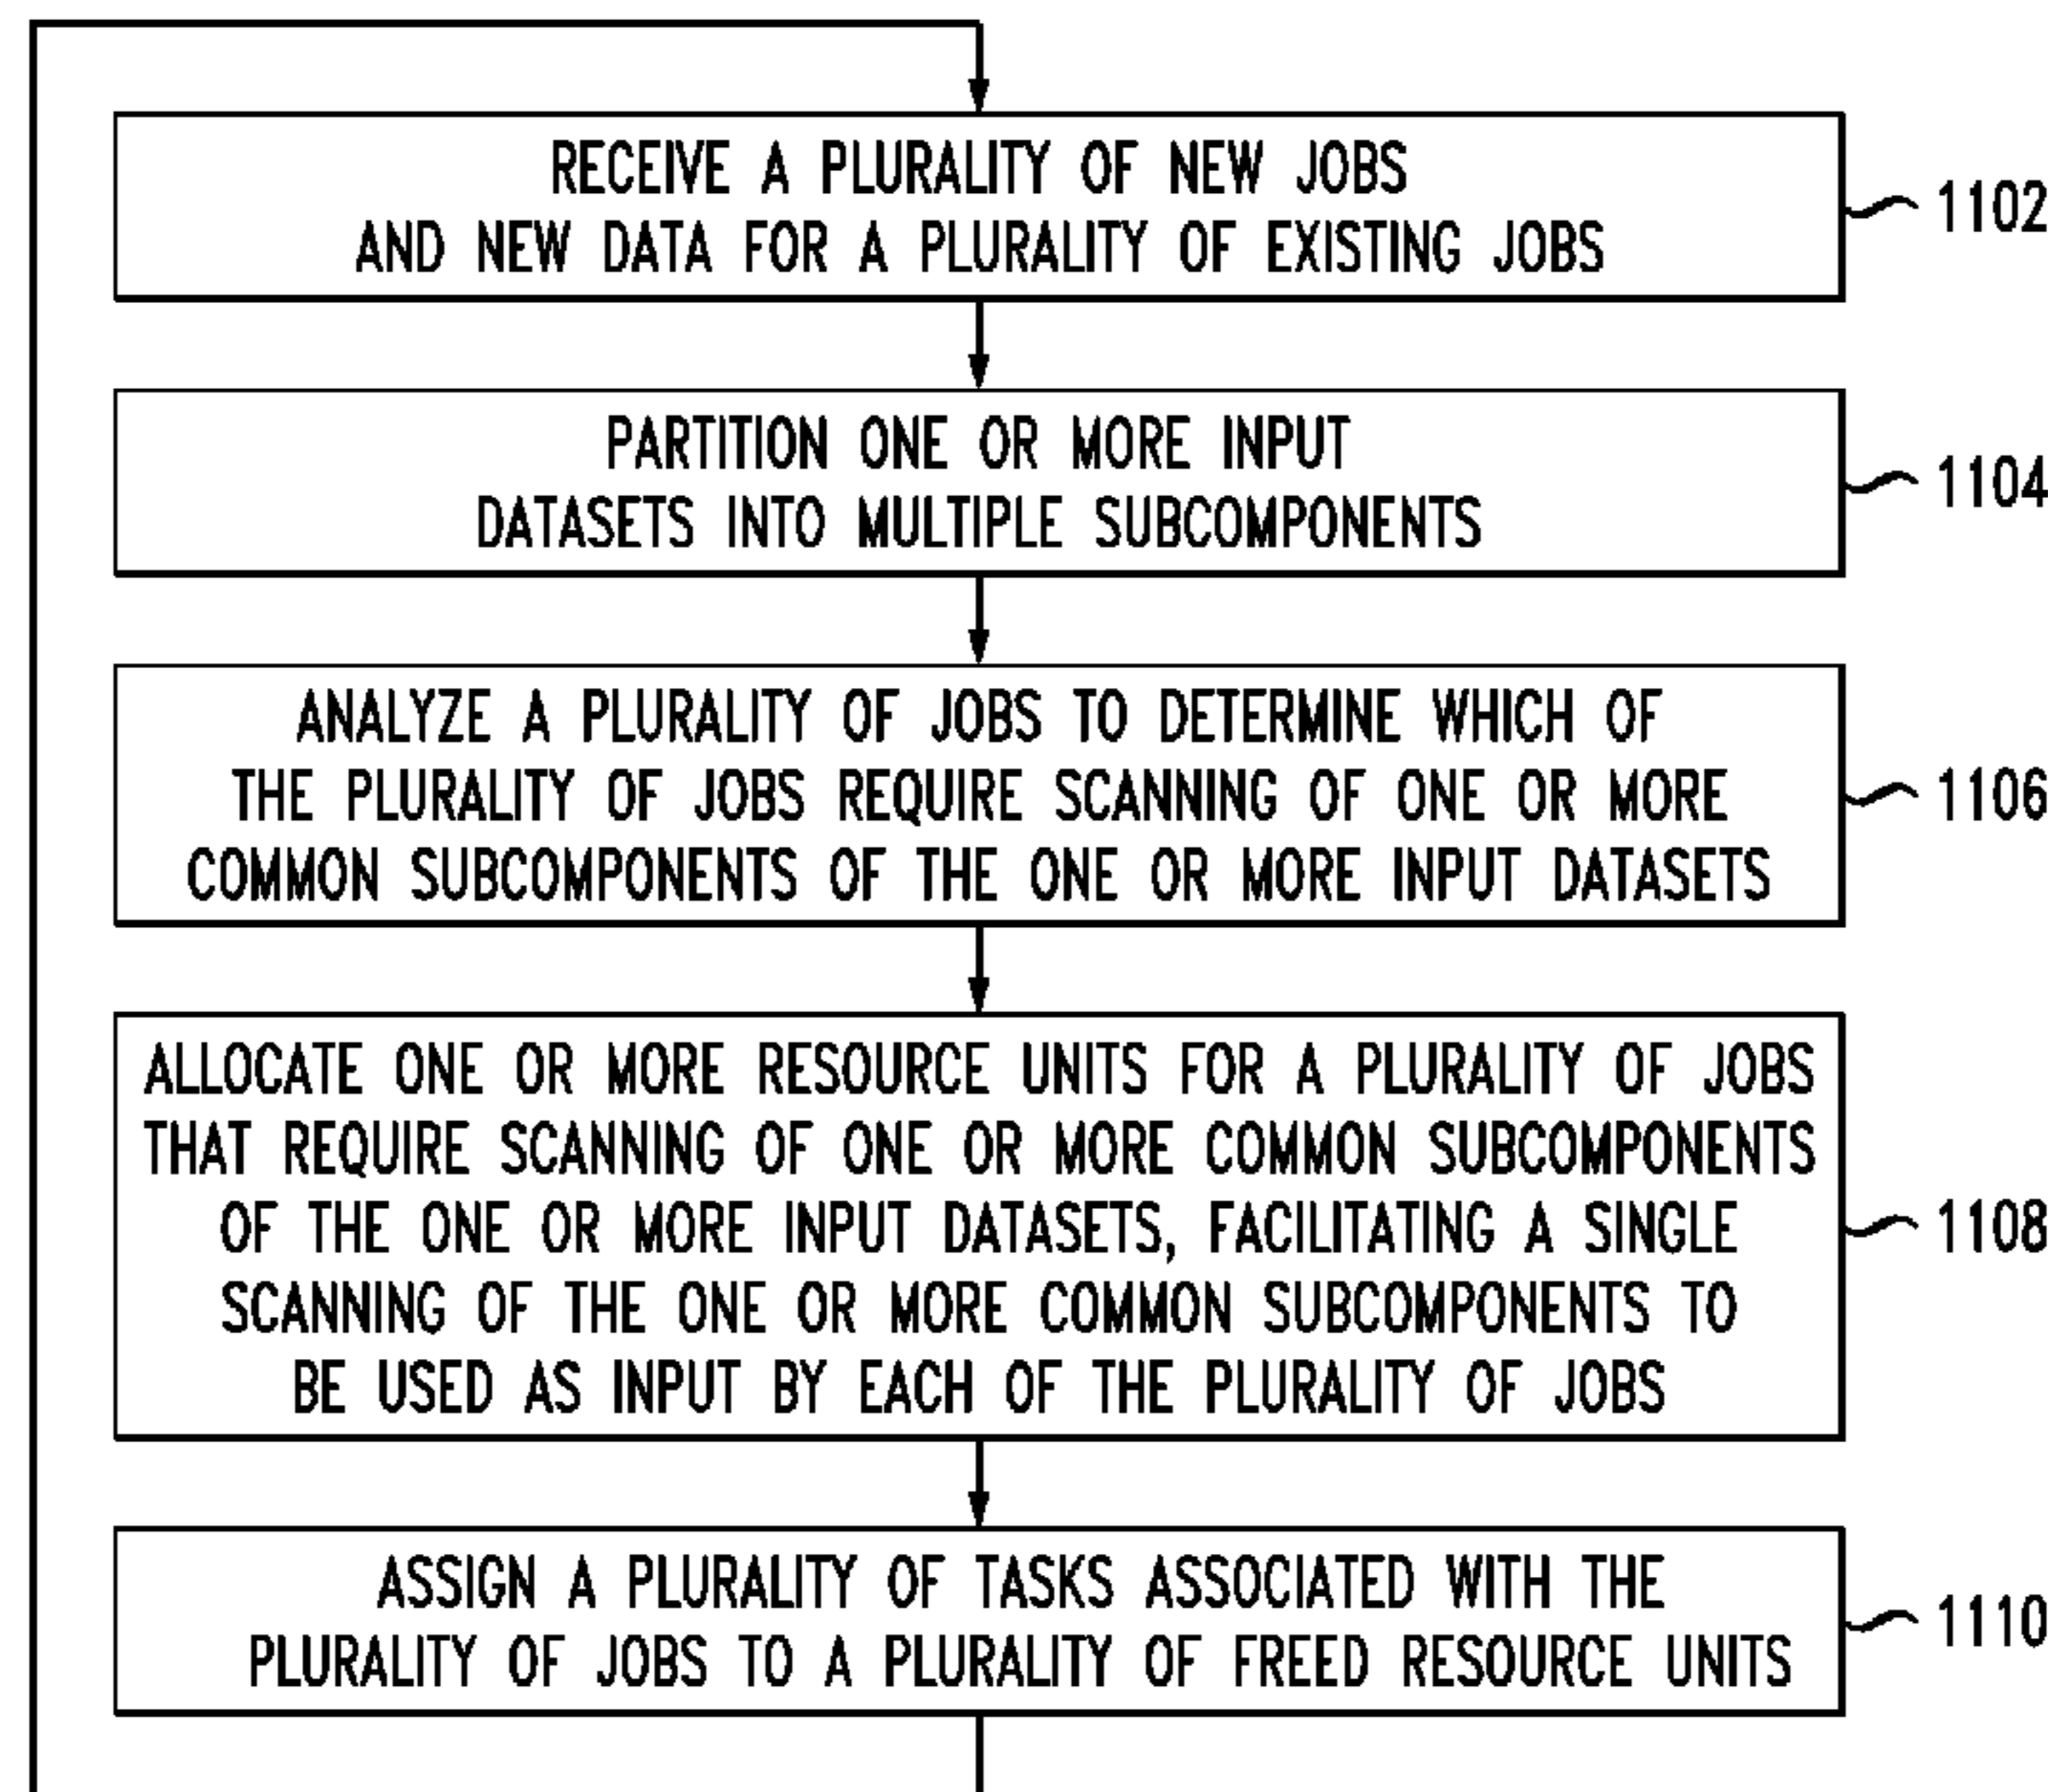 RECEIVE A PLURALITY OF NEW JOBS
AND NEW DATA FOR A PLURALITY OF EXISTING JOBS
1102
PARTITION ONE OR MORE INPUT
DATASETS INTO MULTIPLE SUBCOMPONENTS
1104
ANALYZE A PLURALITY OF JOBS TO DETERMINE WHICH OF
THE PLURALITY OF JOBS REQUIRE SCANNING OF ONE OR MORE
COMMON SUBCOMPONENTS OF THE ONE OR MORE INPUT DATASETS
1106
ALLOCATE ONE OR MORE RESOURCE UNITS FOR A PLURALITY OF JOBS
THAT REQUIRE SCANNING OF ONE OR MORE COMMON SUBCOMPONENTS
OF THE ONE OR MORE INPUT DATASETS, FACILITATING A SINGLE
SCANNING OF THE ONE OR MORE COMMON SUBCOMPONENTS TO
BE USED AS INPUT BY EACH OF THE PLURALITY OF JOBS
1108
ASSIGN A PLURALITY OF TASKS ASSOCIATED WITH THE
PLURALITY OF JOBS TO A PLURALITY OF FREED RESOURCE UNITS
1110